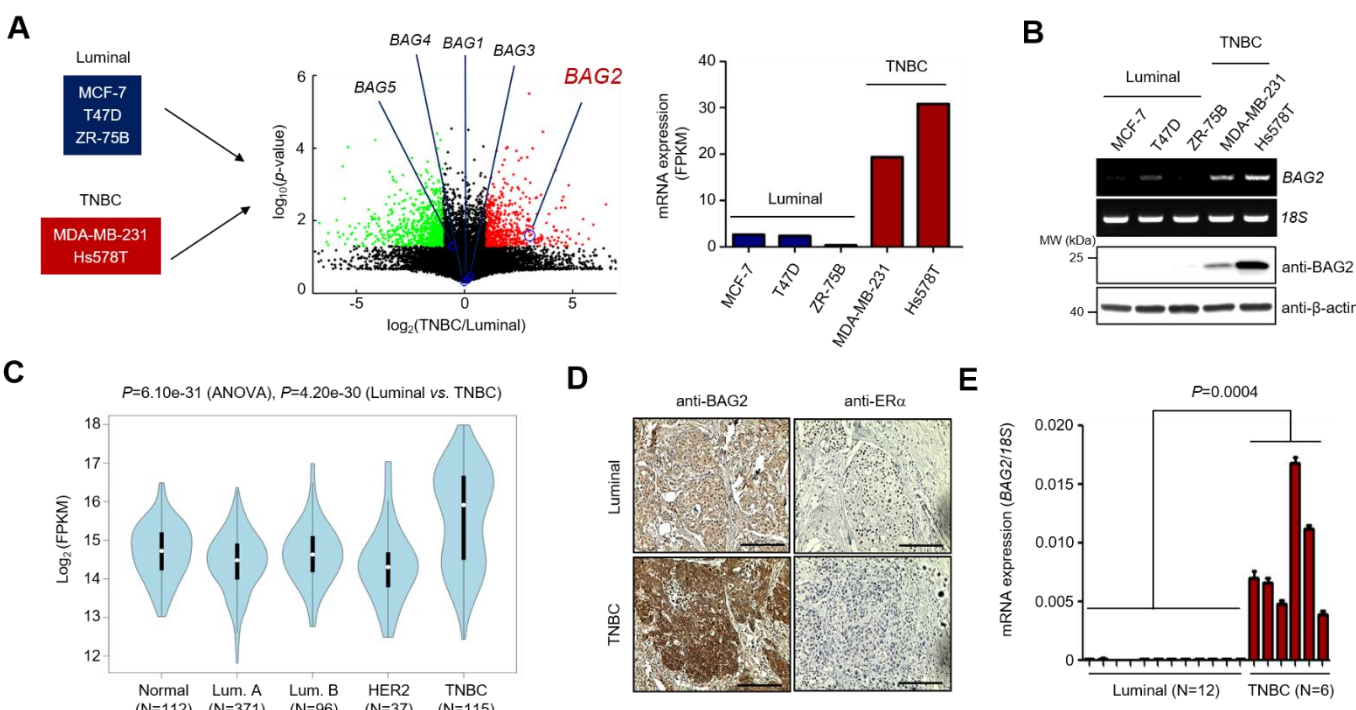 A
Luminal
MCF-7
T47D
ZR-75B
TNBC
MDA-MB-231
Hs578T
BAG4
BAG1
BAG3
BAG2
BAG5
6
4
2
0
log₁₀(p-value)
-5
0
5
log₂(TNBC/Luminal)
40
30
20
10
0
mRNA expression
(FPKM)
Luminal
TNBC
MCF-7
T47D
ZR-75B
MDA-MB-231
Hs578T
B
TNBC
Luminal
MCF-7
T47D
ZR-75B
MDA-MB-231
Hs578T
BAG2
18S
MW (kDa)
25
anti-BAG2
40
anti-β-actin
C
P=6.10e-31 (ANOVA), P=4.20e-30 (Luminal vs. TNBC)
18
17
16
15
14
13
12
Log₂ (FPKM)
Normal
Lum. A
Lum. B
HER2
TNBC
(N=112)
(N=371)
(N=96)
(N=37)
(N=115)
D
anti-BAG2
anti-ERα
Luminal
TNBC
E
P=0.0004
0.020
0.015
0.010
0.005
0
mRNA expression (BAG2/18S)
Luminal (N=12)
TNBC (N=6)